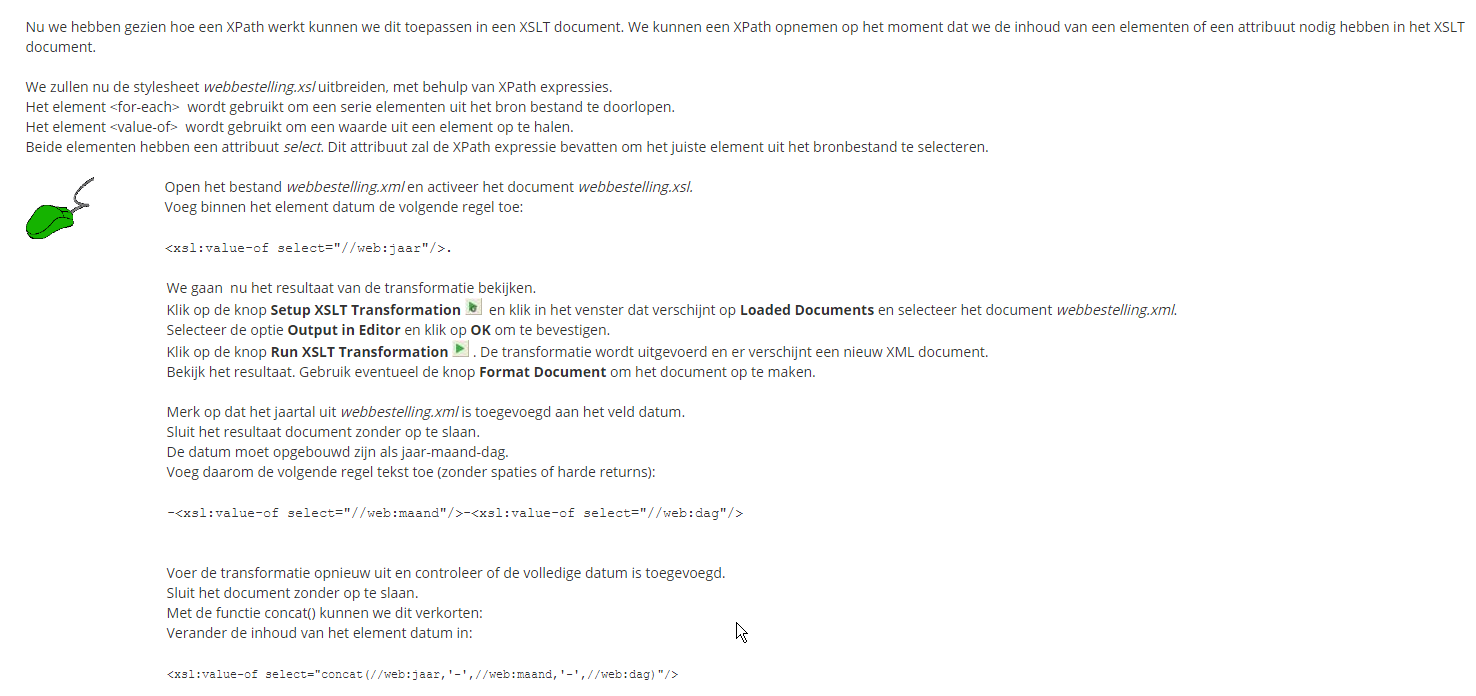 Nu we hebben gezien hoe een XPath werkt kunnen we dit toepassen in een XSLT document. We kunnen een XPath opnemen op het moment dat we de inhoud van een elementen of een attribuut nodig hebben in het XSLT
document.
We zullen nu de stylesheet webbestelling.xsl uitbreiden, met behulp van XPath expressies.
Het element <for-each> wordt gebruikt om een serie elementen uit het bron bestand te doorlopen.
Het element <value-of> wordt gebruikt om een waarde uit een element op te halen.
Beide elementen hebben een attribuut select. Dit attribuut zal de XPath expressie bevatten om het juiste element uit het bronbestand te selecteren.
Open het bestand webbestelling.xml en activeer het document webbestelling.xsl.
Voeg binnen het element datum de volgende regel toe:
<xsl:value-of select="//web:jaar"/>.
We gaan nu het resultaat van de transformatie bekijken.
Klik op de knop Setup XSLT Transformation en klik in het venster dat verschijnt op Loaded Documents en selecteer het document webbestelling.xml.
Selecteer de optie Output in Editor en klik op OK om te bevestigen.
Klik op de knop Run XSLT Transformation . De transformatie wordt uitgevoerd en er verschijnt een nieuw XML document.
Bekijk het resultaat. Gebruik eventueel de knop Format Document om het document op te maken.
Merk op dat het jaartal uit webbestelling.xml is toegevoegd aan het veld datum.
Sluit het resultaat document zonder op te slaan.
De datum moet opgebouwd zijn als jaar-maand-dag.
Voeg daarom de volgende regel tekst toe (zonder spaties of harde returns):
-<xsl:value-of select="//web:maand"/>-<xsl:value-of select="//web:dag"/>
Voer de transformatie opnieuw uit en controleer of de volledige datum is toegevoegd.
Sluit het document zonder op te slaan.
Met de functie concat() kunnen we dit verkorten:
Verander de inhoud van het element datum in:
<xsl:value-of select="concat(//web:jaar,'-',//web:maand,'-',//web:dag)"/>